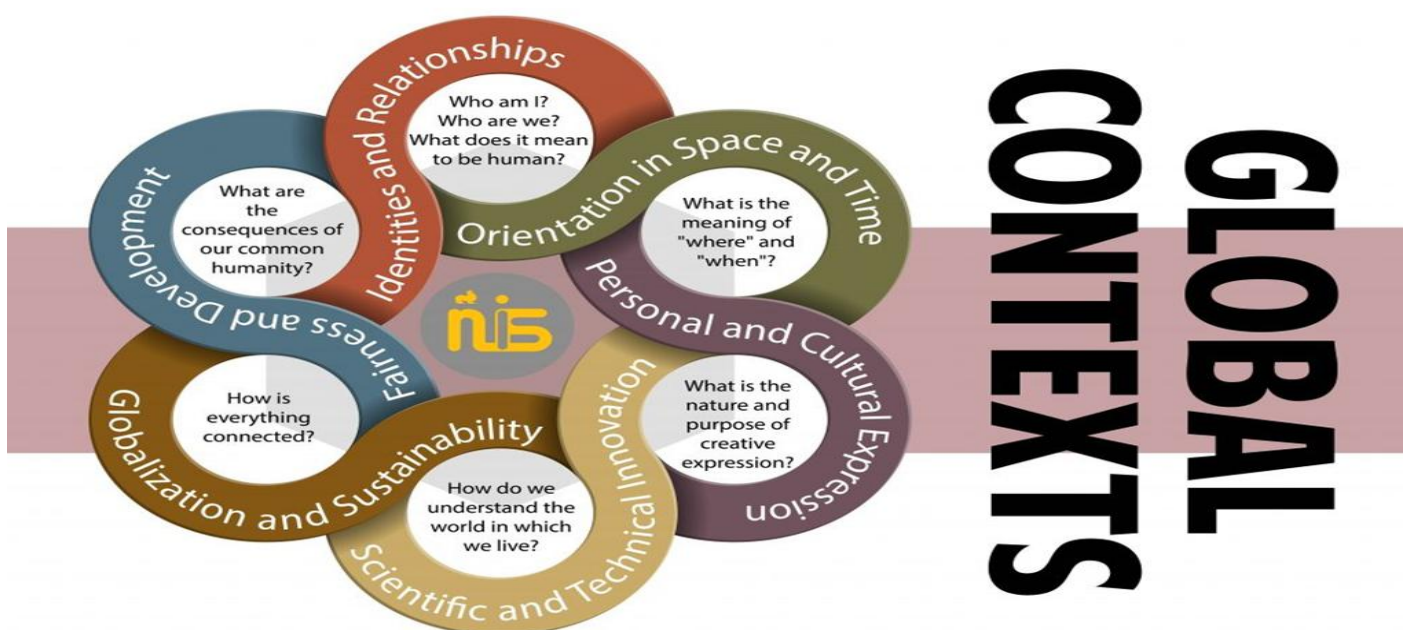 Identities and Relationships
Who am I?
Who are we?
What does it mean
to be human?
Orientation in Space and Time
What is the
meaning of
"where" and
"when"?
Personal and Cultural Expression
What is the
nature and
purpose of
creative
expression?
Scientific and Technical Innovation
How do we
understand the
world in which
we live?
Globalization and Sustainability
How is
everything
connected?
Fairness and Development
What are
the
consequences of
our common
humanity?
nis
GLOBAL
CONTEXTS